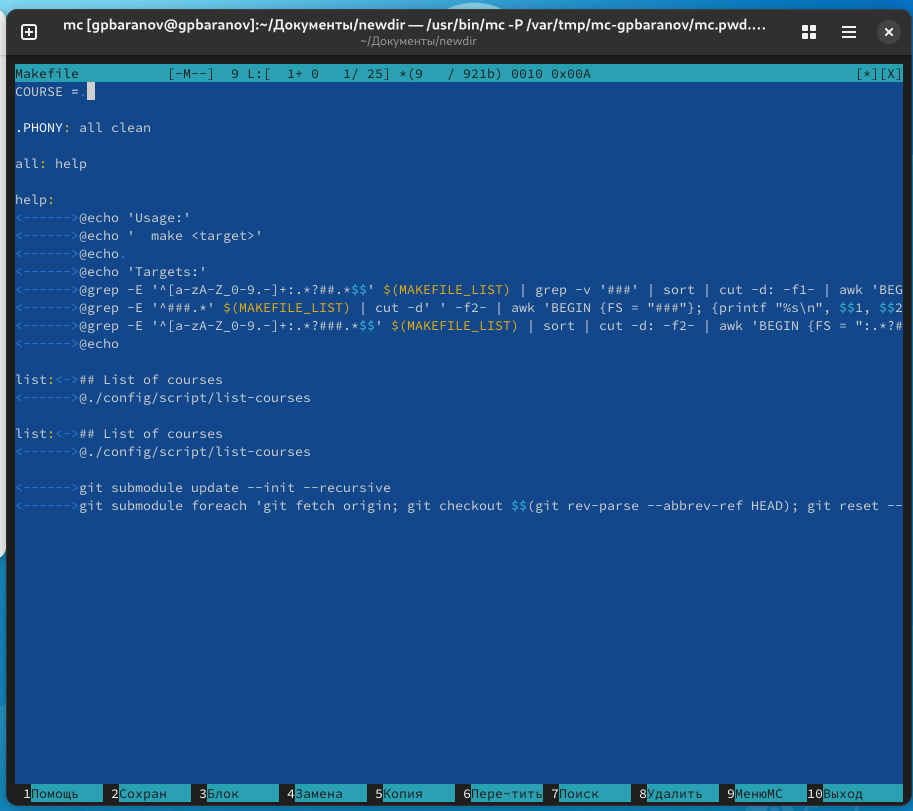 mc [gpbaranov@gpbaranov]:~/Документы/newdir — /usr/bin/mc -P /var/tmp/mc-gpbaranov/mc.pwd.…
~/Документы/newdir
Makefile [-M--] 9 L:[ 1+ 0 1/ 25] *(9 / 921b) 0010 0x00A [*][X]
COURSE =.
.PHONY: all clean
all: help
help:
<------>@echo 'Usage:'
<------>@echo '  make <target>'
<------>@echo.
<------>@echo 'Targets:'
<------>@grep -E '^[a-zA-Z_0-9.-]+:.*?##.*$$' $(MAKEFILE_LIST) | grep -v '###' | sort | cut -d: -f1- | awk 'BEG
<------>@grep -E '^###.*' $(MAKEFILE_LIST) | cut -d' ' -f2- | awk 'BEGIN {FS = "###"}; {printf "%s\n", $$1, $$2
<------>@grep -E '^[a-zA-Z_0-9.-]+:.*?###.*$$' $(MAKEFILE_LIST) | sort | cut -d: -f2- | awk 'BEGIN {FS = ":.*?#
<------>@echo
list:<->## List of courses
<------>@./config/script/list-courses
list:<->## List of courses
<------>@./config/script/list-courses
<------>git submodule update --init --recursive
<------>git submodule foreach 'git fetch origin; git checkout $$(git rev-parse --abbrev-ref HEAD); git reset --
1Помощь 2Сохран 3Блок 4Замена 5Копия 6Пере~тить 7Поиск 8Удалить 9МенюMC 10Выход